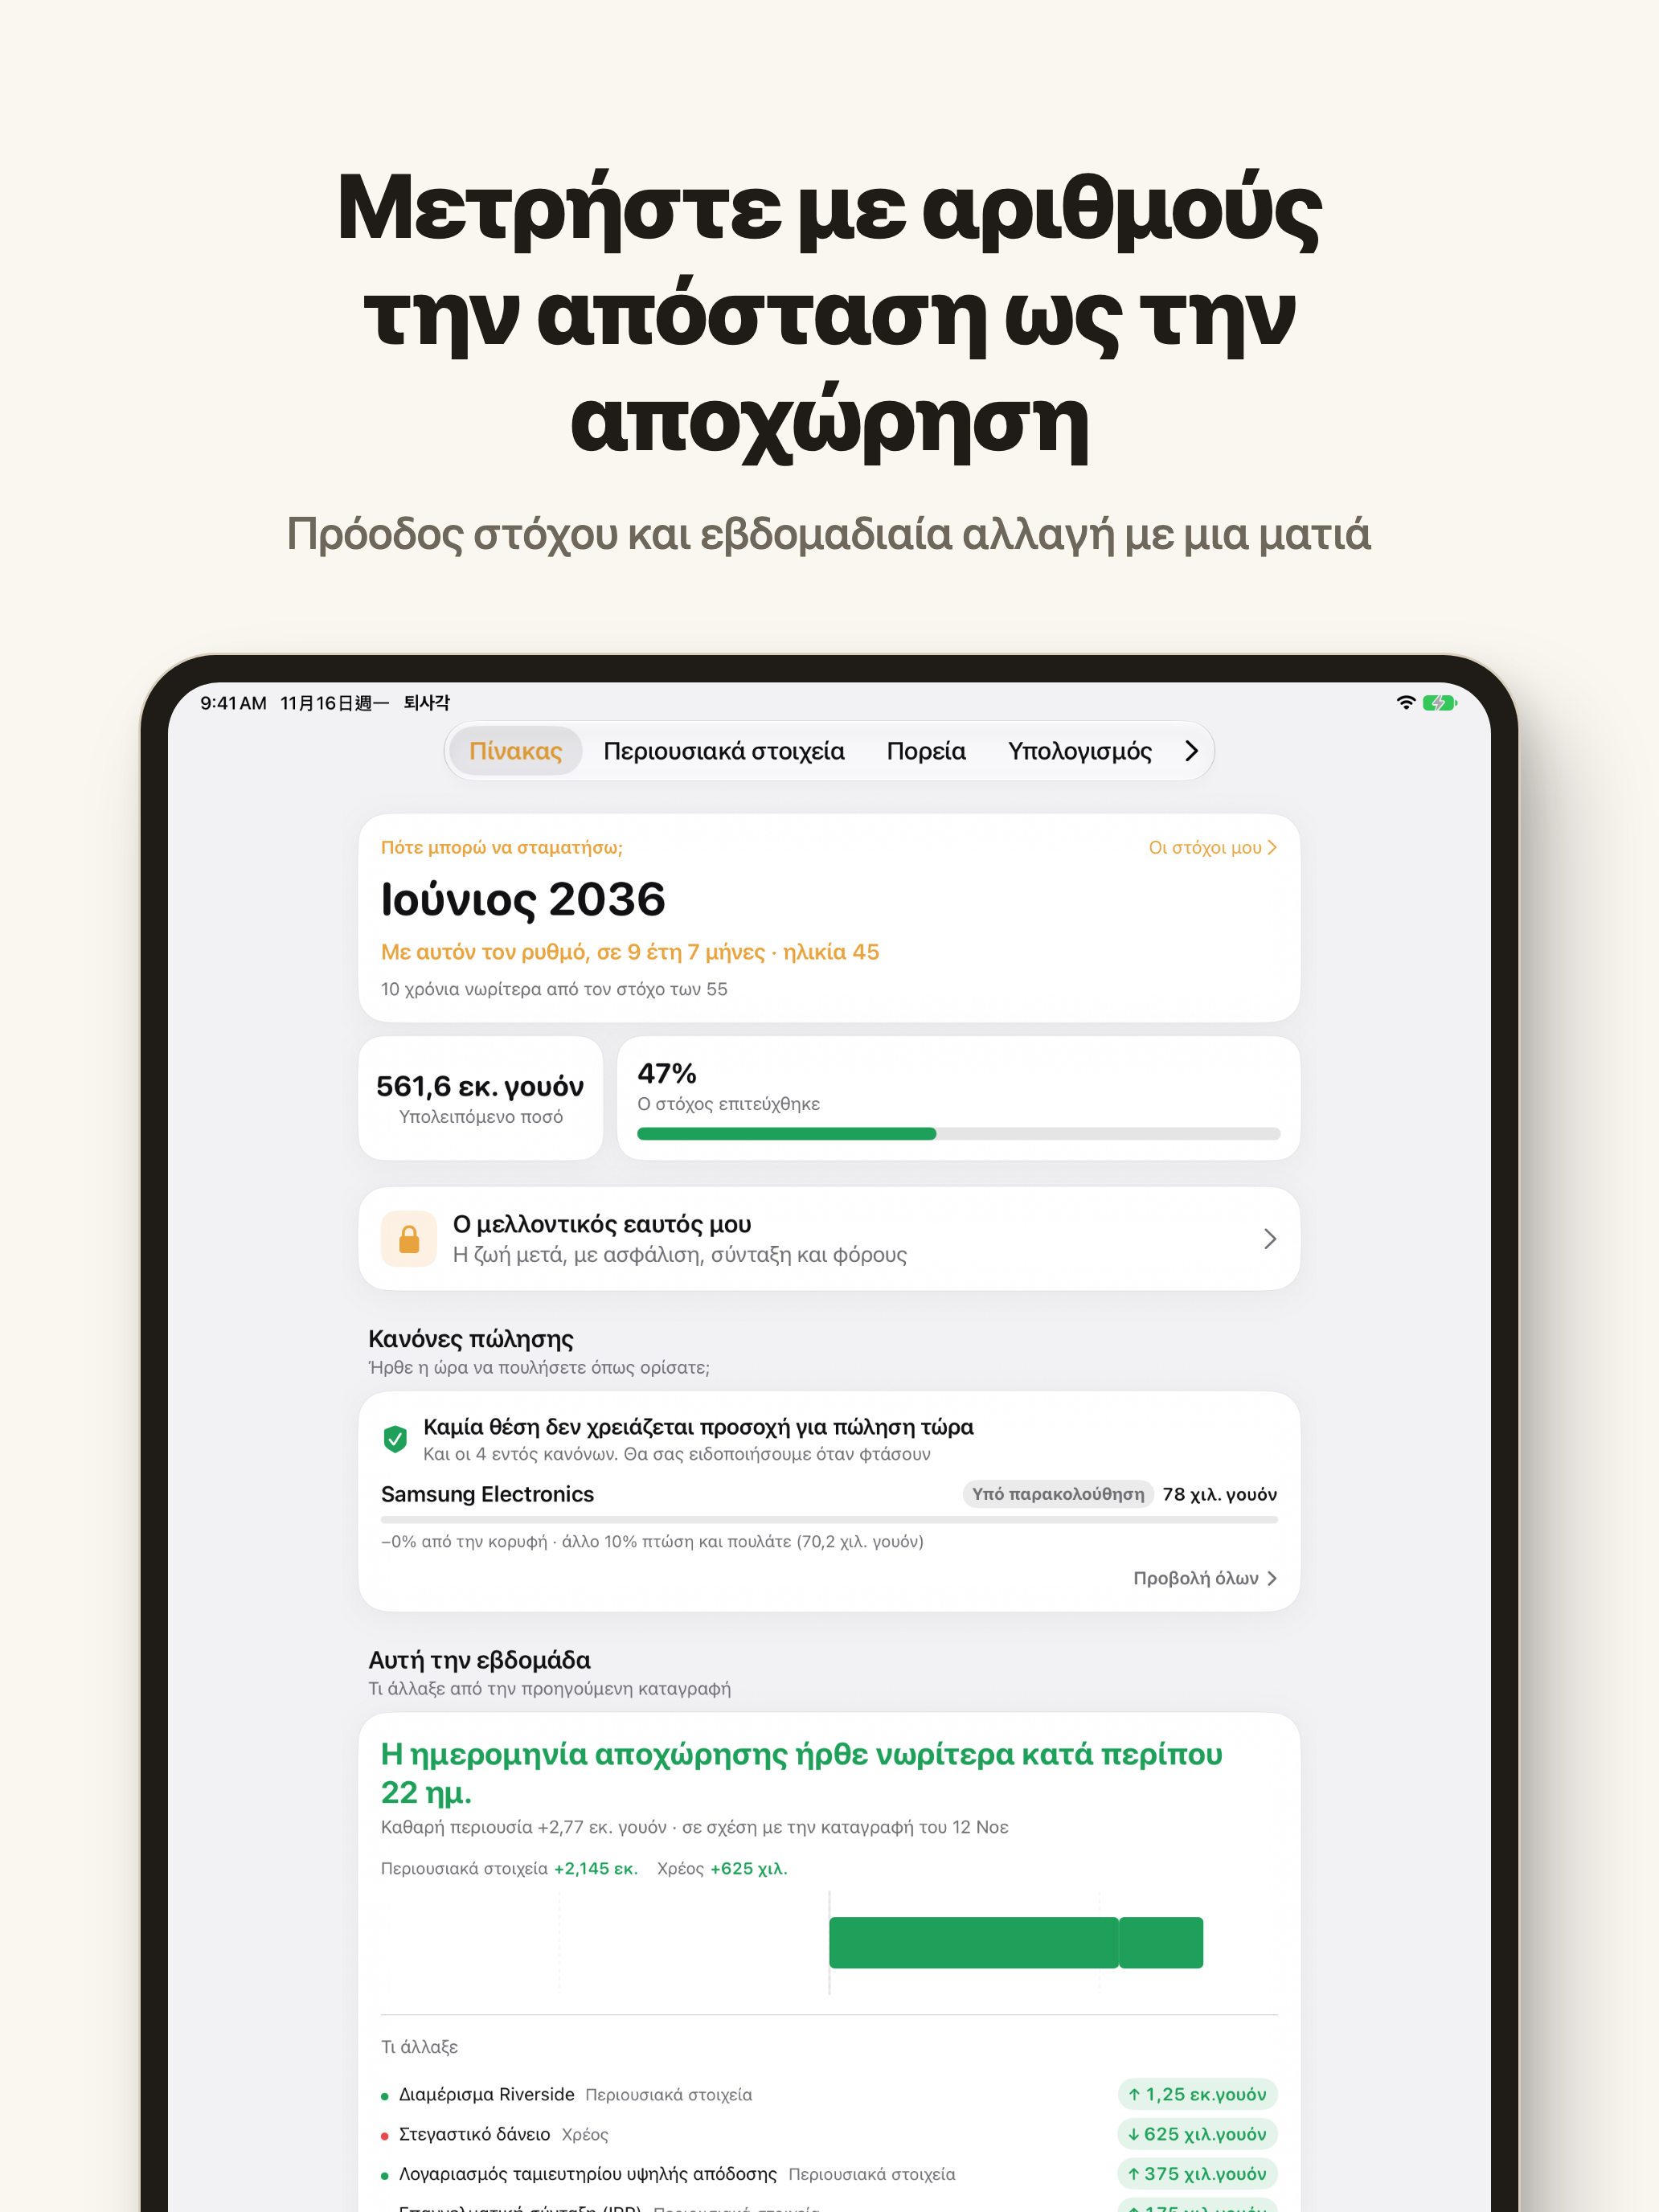 Μετρήστε με αριθμούς
την απόσταση ως την
αποχώρηση
Πρόοδος στόχου και εβδομαδιαία αλλαγή με μια ματιά
9:41 AM 11月16日週一 퇴사각
Πίνακας Περιουσιακά στοιχεία Πορεία Υπολογισμός
Πότε μπορώ να σταματήσω; Οι στόχοι μου
Ιούνιος 2036
Με αυτόν τον ρυθμό, σε 9 έτη 7 μήνες · ηλικία 45
10 χρόνια νωρίτερα από τον στόχο των 55
561,6 εκ. γουόν
Υπολειπόμενο ποσό
47%
Ο στόχος επιτεύχθηκε
Ο μελλοντικός εαυτός μου
Η ζωή μετά, με ασφάλιση, σύνταξη και φόρους
Κανόνες πώλησης
Ήρθε η ώρα να πουλήσετε όπως ορίσατε;
Καμία θέση δεν χρειάζεται προσοχή για πώληση τώρα
Και οι 4 εντός κανόνων. Θα σας ειδοποιήσουμε όταν φτάσουν
Samsung Electronics Υπό παρακολούθηση 78 χιλ. γουόν
−0% από την κορυφή · άλλο 10% πτώση και πουλάτε (70,2 χιλ. γουόν)
Προβολή όλων
Αυτή την εβδομάδα
Τι άλλαξε από την προηγούμενη καταγραφή
Η ημερομηνία αποχώρησης ήρθε νωρίτερα κατά περίπου
22 ημ.
Καθαρή περιουσία +2,77 εκ. γουόν · σε σχέση με την καταγραφή του 12 Νοε
Περιουσιακά στοιχεία +2,145 εκ. Χρέος +625 χιλ.
Τι άλλαξε
Διαμέρισμα Riverside Περιουσιακά στοιχεία ↑ 1,25 εκ.γουόν
Στεγαστικό δάνειο Χρέος ↓ 625 χιλ.γουόν
Λογαριασμός ταμιευτηρίου υψηλής απόδοσης Περιουσιακά στοιχεία ↑ 375 χιλ.γουόν